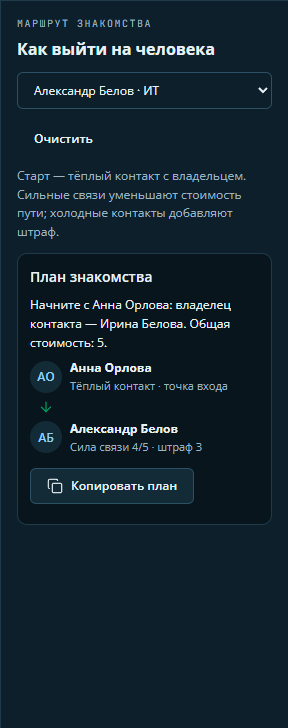 МАРШРУТ ЗНАКОМСТВА
Как выйти на человека
Александр Белов · ИТ
Очистить
Старт — тёплый контакт с владельцем.
Сильные связи уменьшают стоимость
пути; холодные контакты добавляют
штраф.
План знакомства
Начните с Анна Орлова: владелец
контакта — Ирина Белова. Общая
стоимость: 5.
АО
Анна Орлова
Тёплый контакт · точка входа
АБ
Александр Белов
Сила связи 4/5 · штраф 3
Копировать план